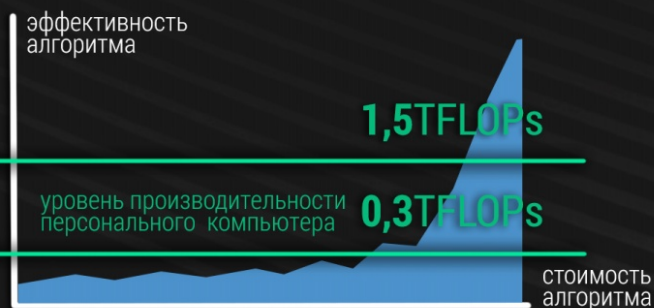 эффективность
алгоритма
1,5TFLOPs
уровень производительности
персонального компьютера
0,3TFLOPs
стоимость
алгоритма